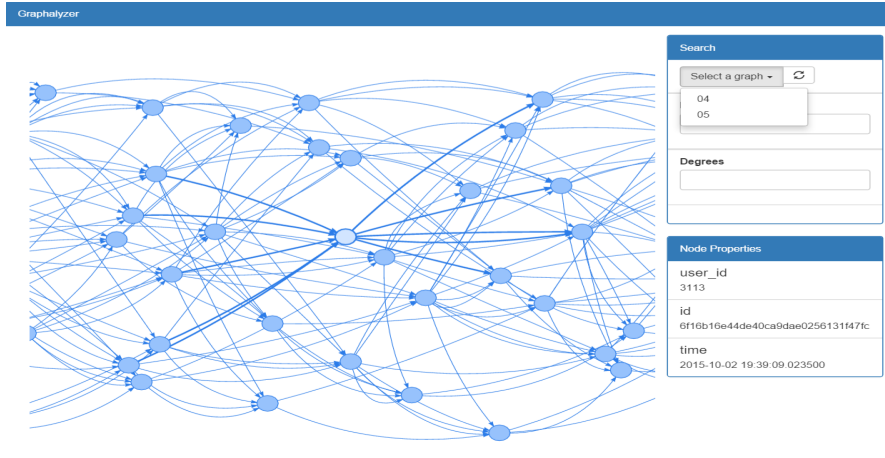 Graphalyzer
Search
Select a graph
04
05
Degrees
Node Properties
user_id
3113
id
6f16b16e44de40ca9dae0256131f47fc
time
2015-10-02 19:39:09.023500